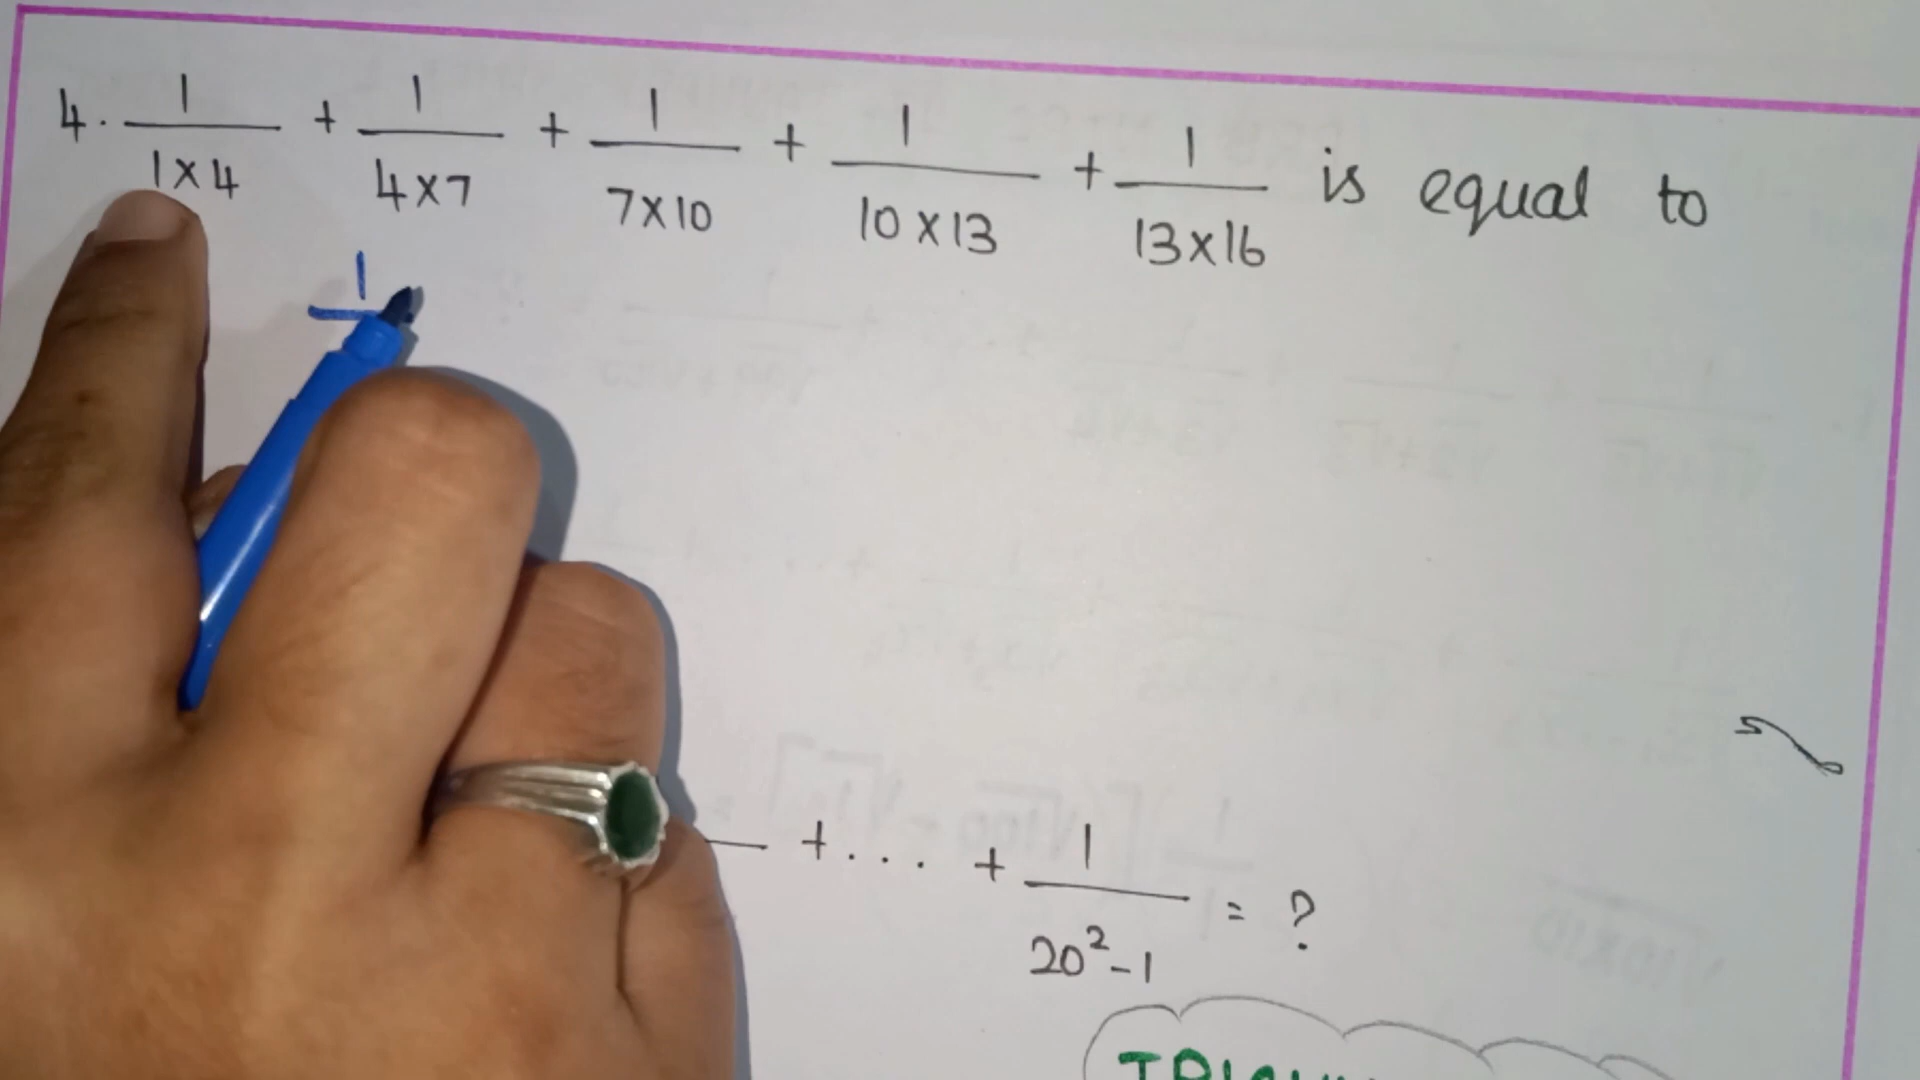 4. 1/(1×4) + 1/(4×7) + 1/(7×10) + 1/(10×13) + 1/(13×16) is equal to
1
+ ... + 1/(20²-1) = ?